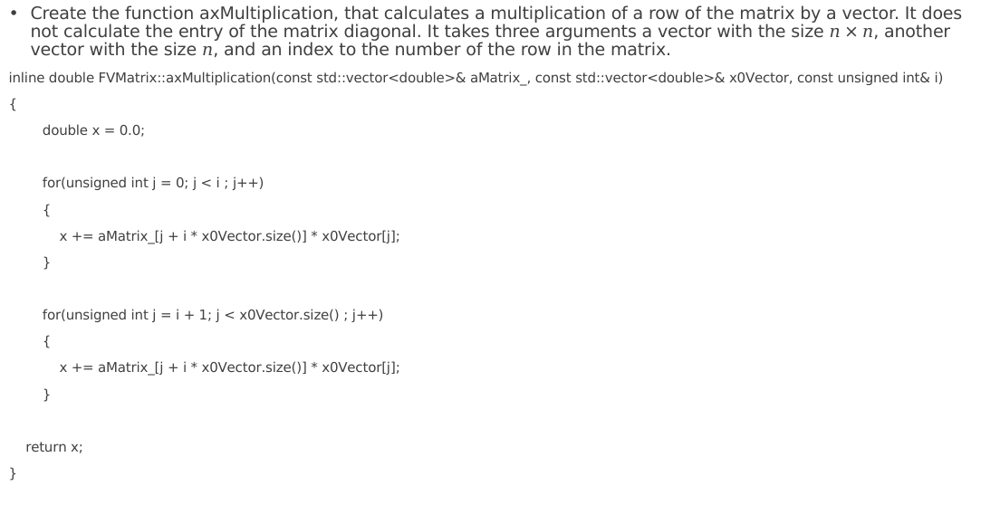 • Create the function axMultiplication, that calculates a multiplication of a row of the matrix by a vector. It does
not calculate the entry of the matrix diagonal. It takes three arguments a vector with the size n × n, another
vector with the size n, and an index to the number of the row in the matrix.
inline double FVMatrix::axMultiplication(const std::vector<double>& aMatrix_, const std::vector<double>& x0Vector, const unsigned int& i)
{
double x = 0.0;
for(unsigned int j = 0; j < i ; j++)
{
x += aMatrix_[j + i * x0Vector.size()] * x0Vector[j];
}
for(unsigned int j = i + 1; j < x0Vector.size() ; j++)
{
x += aMatrix_[j + i * x0Vector.size()] * x0Vector[j];
}
return x;
}